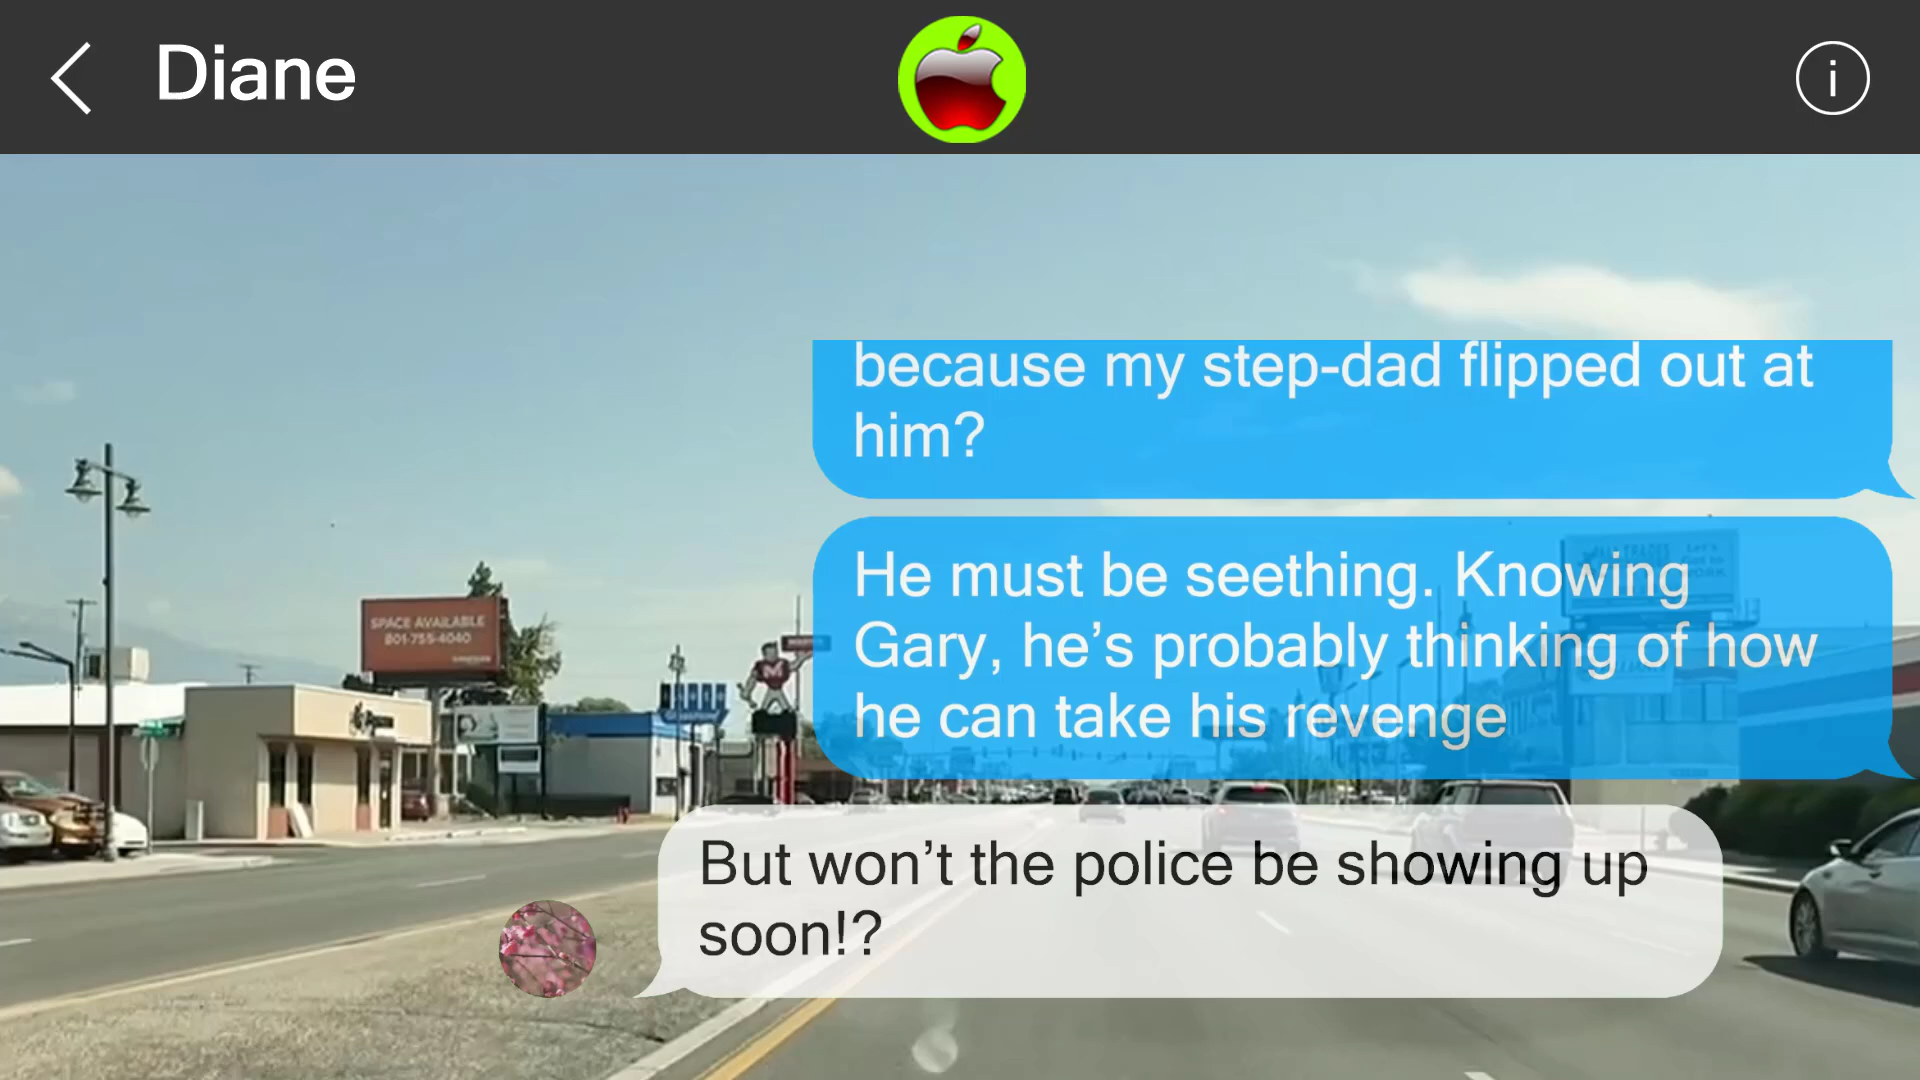 Diane
because my step-dad flipped out at
him?
He must be seething. Knowing
Gary, he’s probably thinking of how
he can take his revenge
But won’t the police be showing up
soon!?
SPACE AVAILABLE
801-755-4040
M